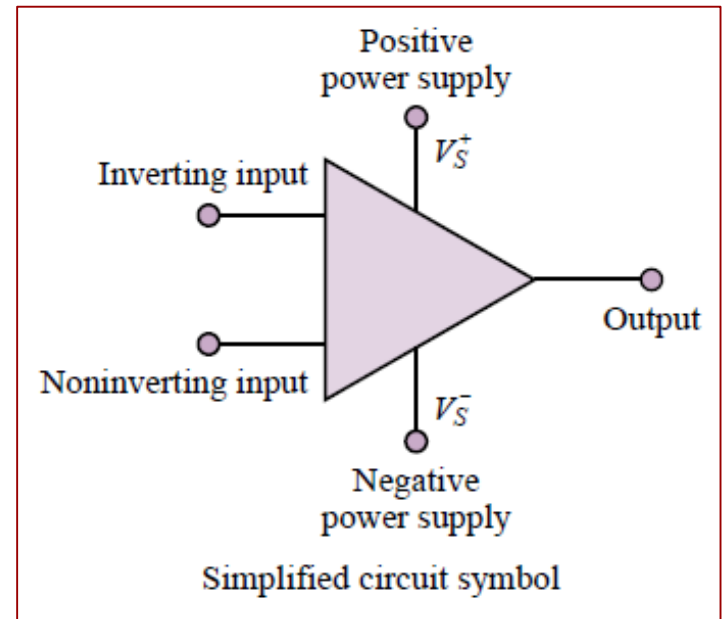 Positive
power supply
V_S^+
Inverting input
Output
Noninverting input
V_S^-
Negative
power supply
Simplified circuit symbol